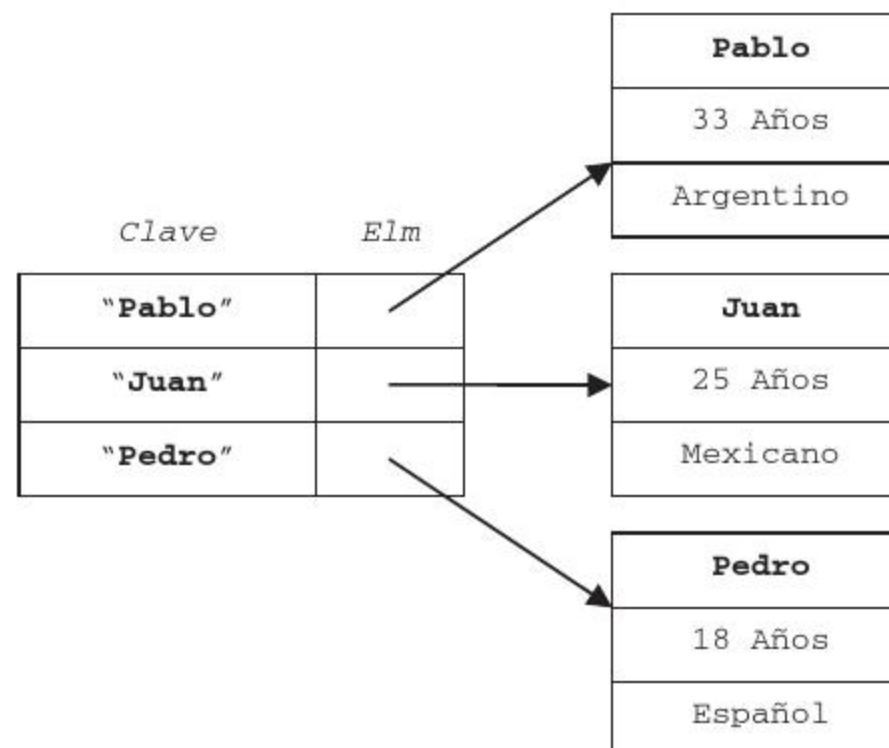 Clave Elm
“Pablo”
“Juan”
“Pedro”
Pablo
33 Años
Argentino
Juan
25 Años
Mexicano
Pedro
18 Años
Español